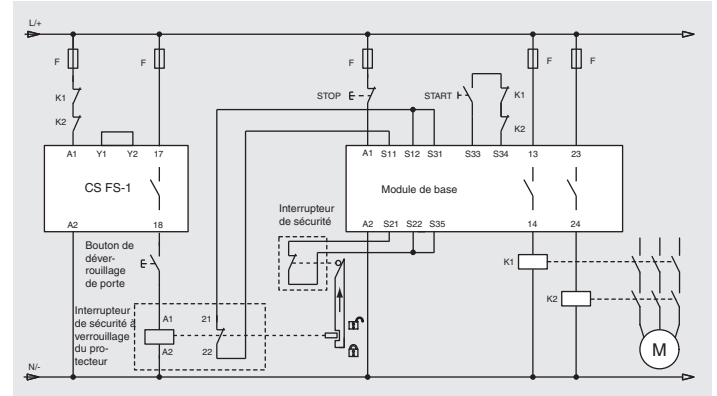 L/+
F
F
F
F
F
K1
K2
STOP
START
K1
K2
A1
Y1
Y2
17
A1
S11
S12
S31
S33
S34
13
23
CS FS-1
Module de base
A2
18
A2
S21
S22
S35
14
24
Interrupteur
de sécurité
Bouton de
déver-
rouillage
de porte
K1
K2
Interrupteur
de sécurité à
verrouillage
du pro-
tecteur
A1
A2
21
22
M
N/-